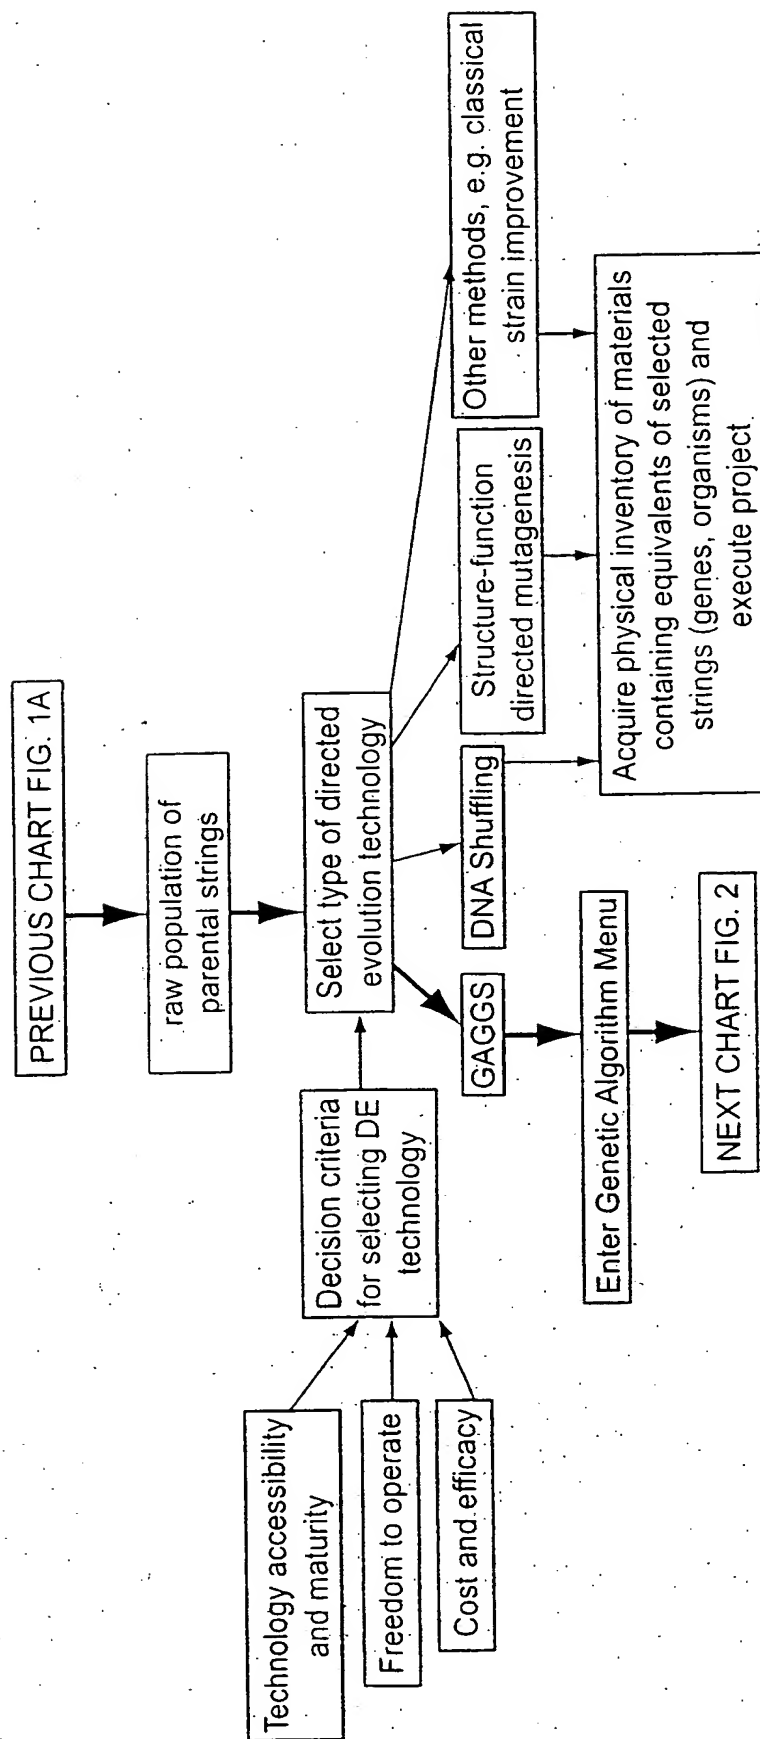 PREVIOUS CHART FIG. 1A
raw population of
parental strings
Technology accessibility
and maturity
Freedom to operate
Cost and efficacy
Decision criteria
for selecting DE
technology
Select type of directed
evolution technology
GAGGS
DNA Shuffling
Structure-function
directed mutagenesis
Other methods, e.g. classical
strain improvement
Enter Genetic Algorithm Menu
Acquire physical inventory of materials
containing equivalents of selected
strings (genes, organisms) and
execute project
NEXT CHART FIG. 2